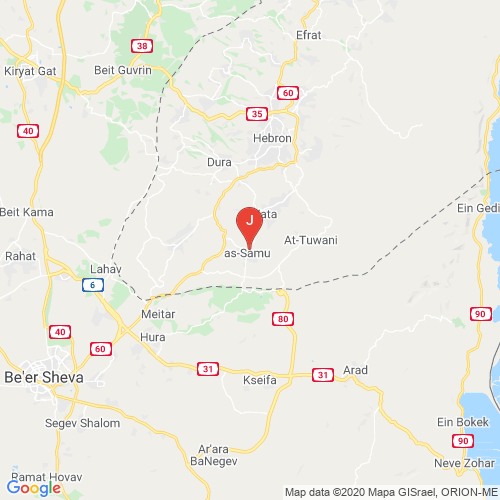 Efrat
38
Kiryat Gat
Beit Guvrin
60
35
40
Hebron
Dura
Beit Kama
J
ata
Ein Gedi
At-Tuwani
Rahat
as-Samu
Lahav
6
Meitar
90
80
40
Hura
60
31
31
Arad
Be'er Sheva
Kseifa
Segev Shalom
Ein Bokek
90
Ar'ara
BaNegev
Neve Zohar
Ramat Hovav
Google
Map data ©2020 Mapa GISrael, ORION-ME